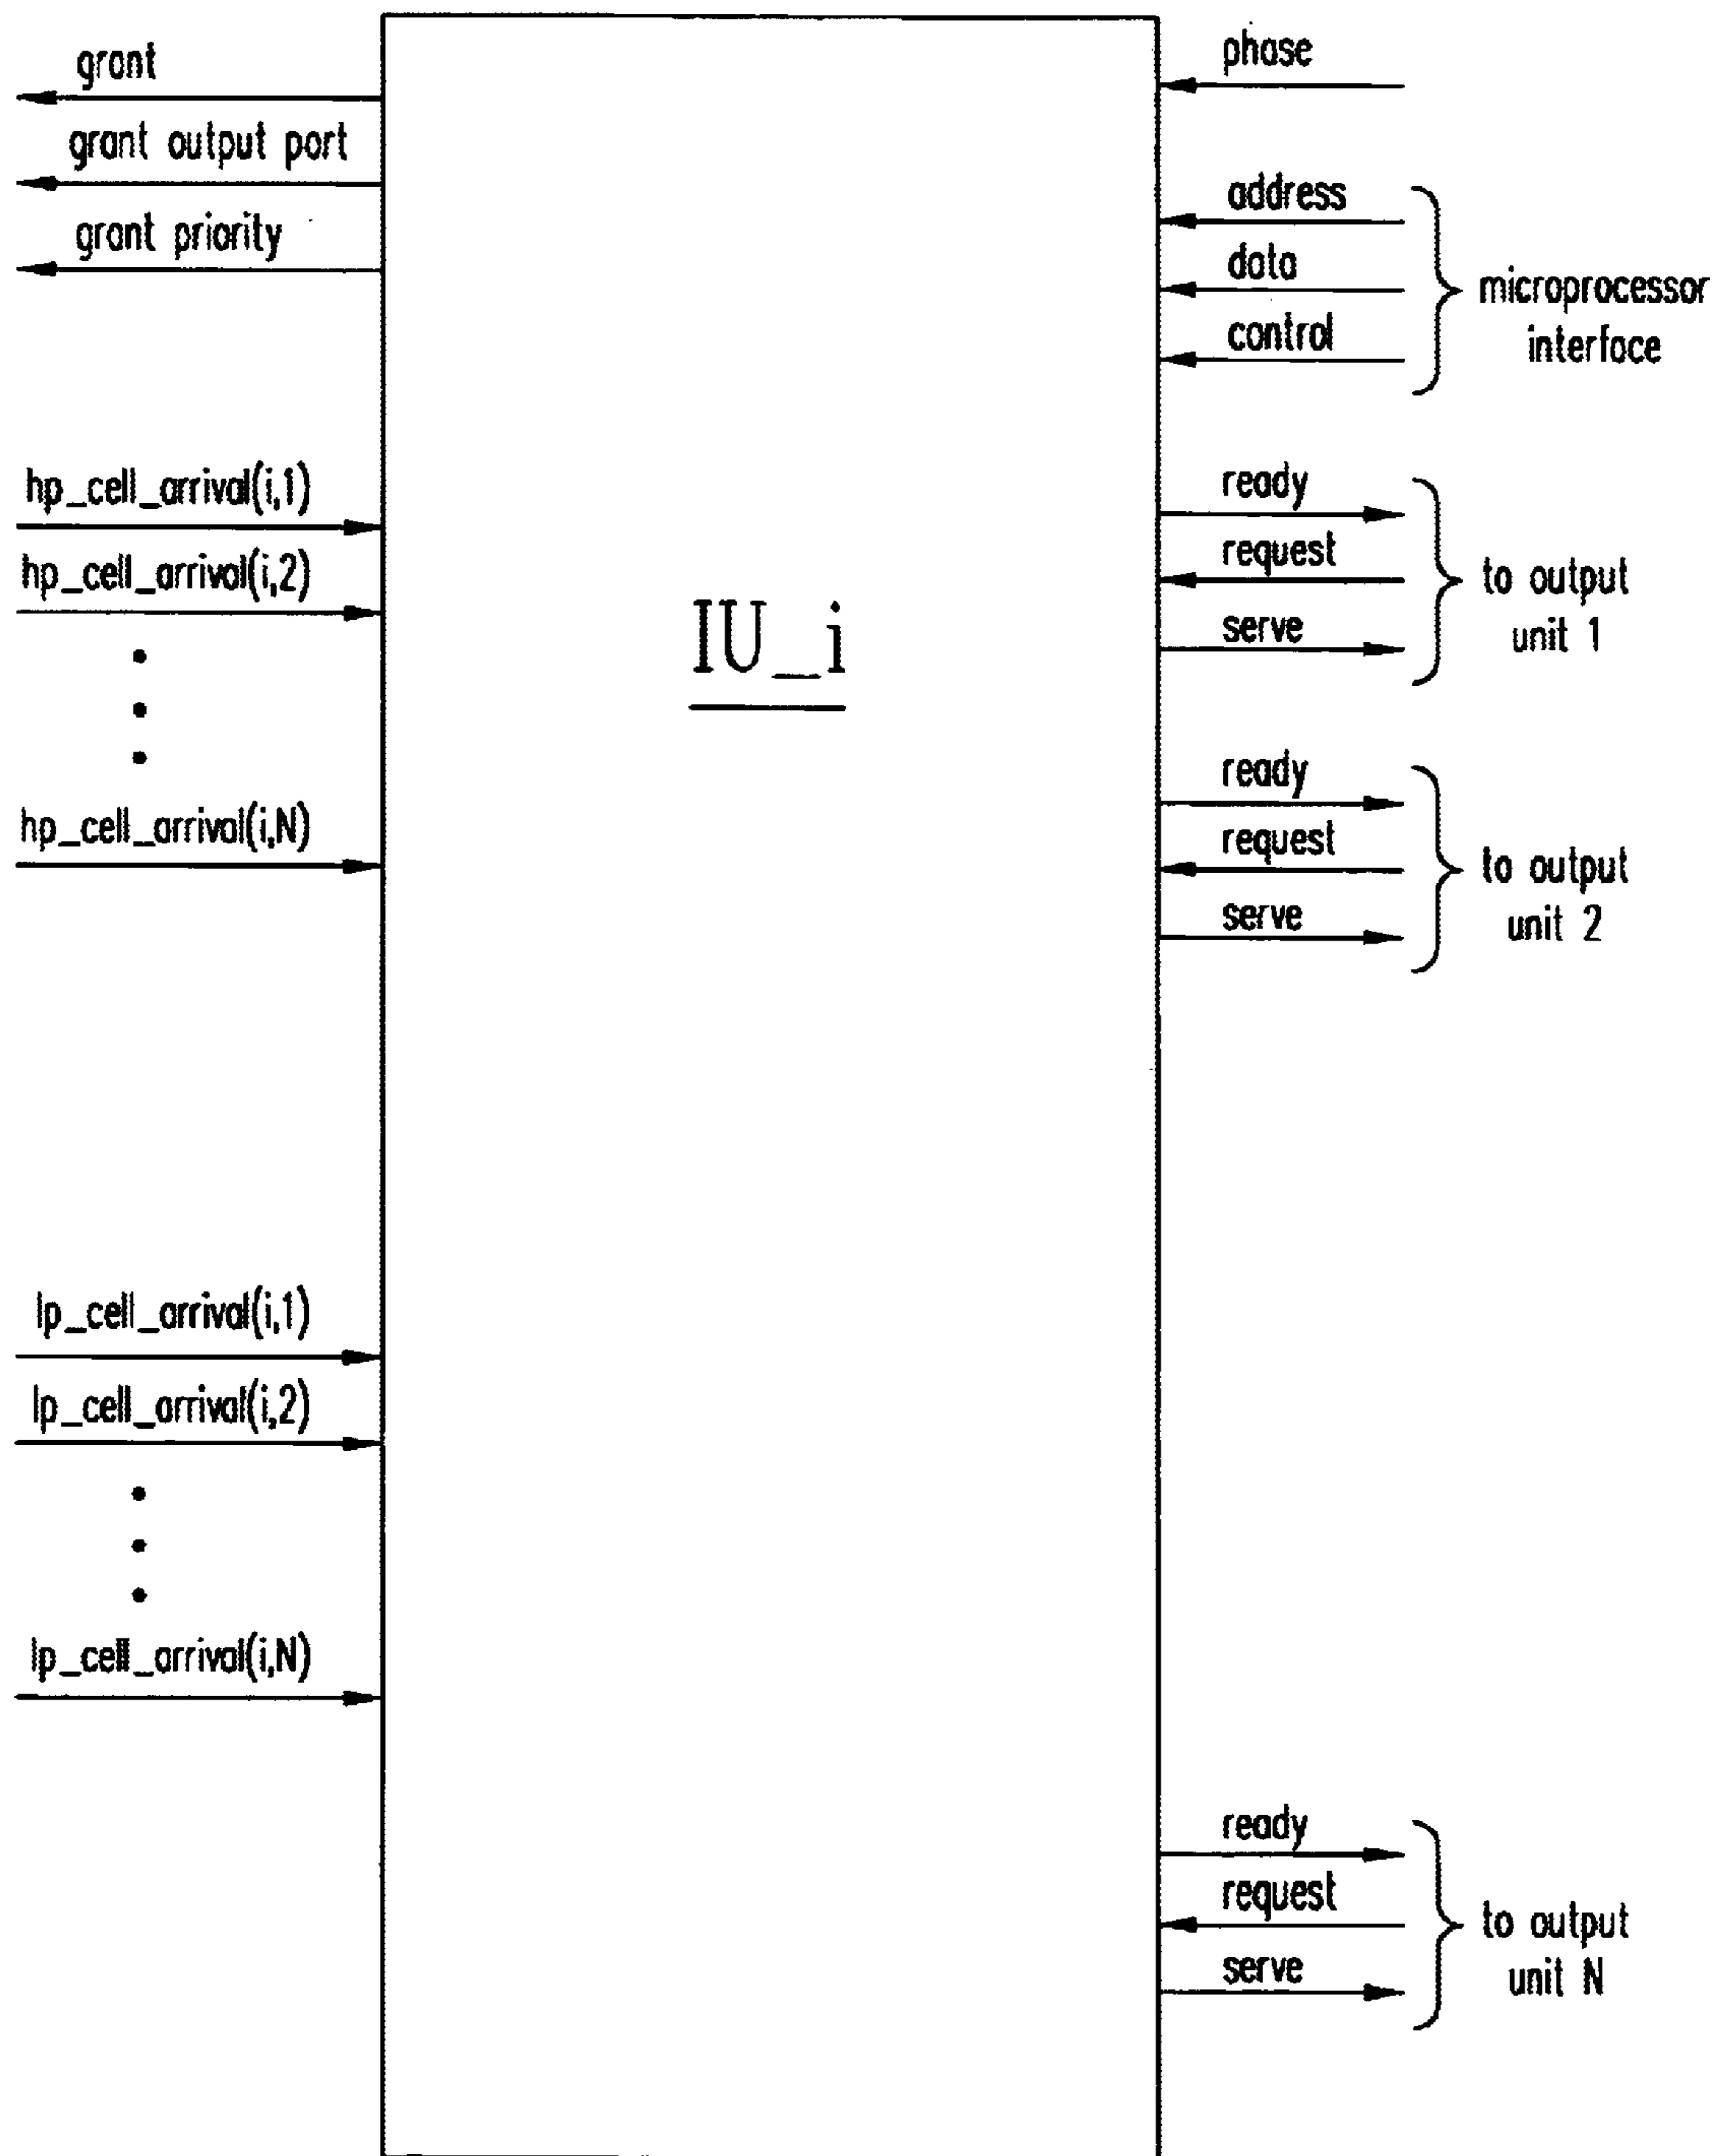 grant
grant output port
grant priority
hp_cell_arrival(i,1)
hp_cell_arrival(i,2)
hp_cell_arrival(i,N)
lp_cell_arrival(i,1)
lp_cell_arrival(i,2)
lp_cell_arrival(i,N)
IU_i
phase
address
data
control
microprocessor
interface
ready
request
serve
to output
unit 1
ready
request
serve
to output
unit 2
ready
request
serve
to output
unit N